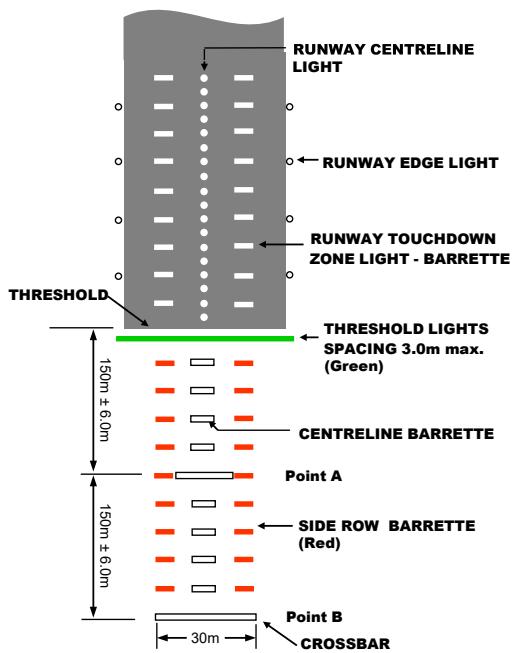 RUNWAY CENTRELINE
LIGHT
RUNWAY EDGE LIGHT
RUNWAY TOUCHDOWN
ZONE LIGHT - BARRETTE
THRESHOLD
THRESHOLD LIGHTS
SPACING 3.0m max.
(Green)
150m ± 6.0m
CENTRELINE BARRETTE
Point A
150m ± 6.0m
SIDE ROW BARRETTE
(Red)
Point B
30m
CROSSBAR